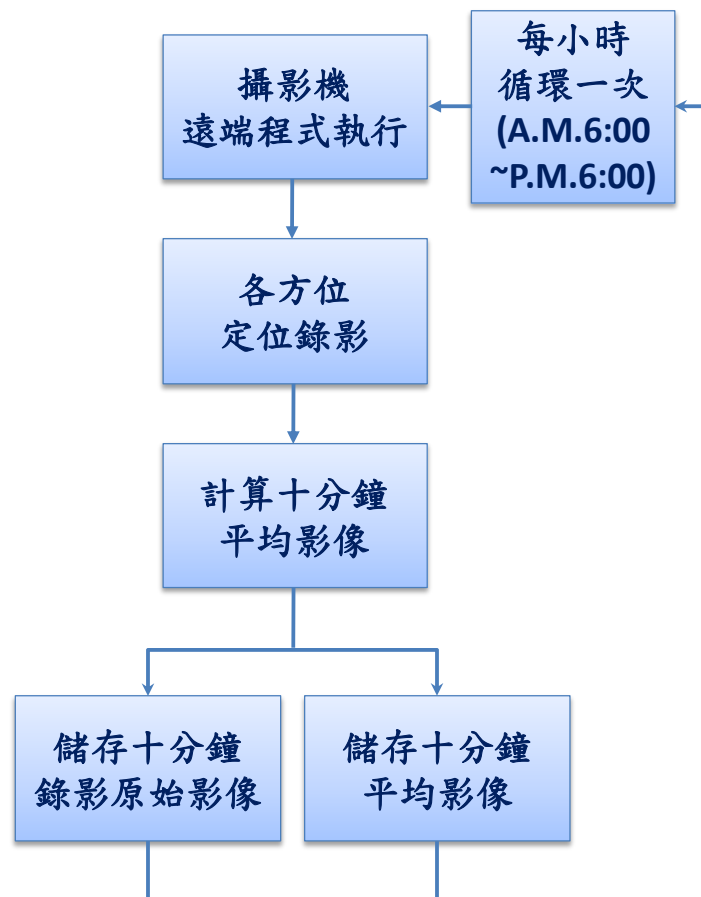 攝影機
遠端程式執行
每小時
循環一次
(A.M.6:00
~P.M.6:00)
各方位
定位錄影
計算十分鐘
平均影像
儲存十分鐘
錄影原始影像
儲存十分鐘
平均影像